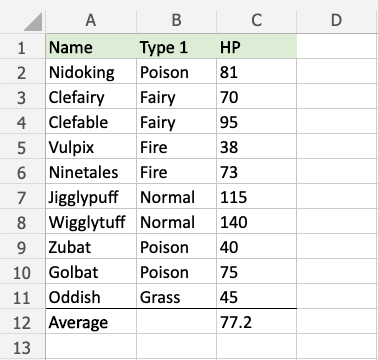 A B C D
1 Name Type 1 HP
2 Nidoking Poison 81
3 Clefairy Fairy 70
4 Clefable Fairy 95
5 Vulpix Fire 38
6 Ninetales Fire 73
7 Jigglypuff Normal 115
8 Wigglytuff Normal 140
9 Zubat Poison 40
10 Golbat Poison 75
11 Oddish Grass 45
12 Average 77.2
13